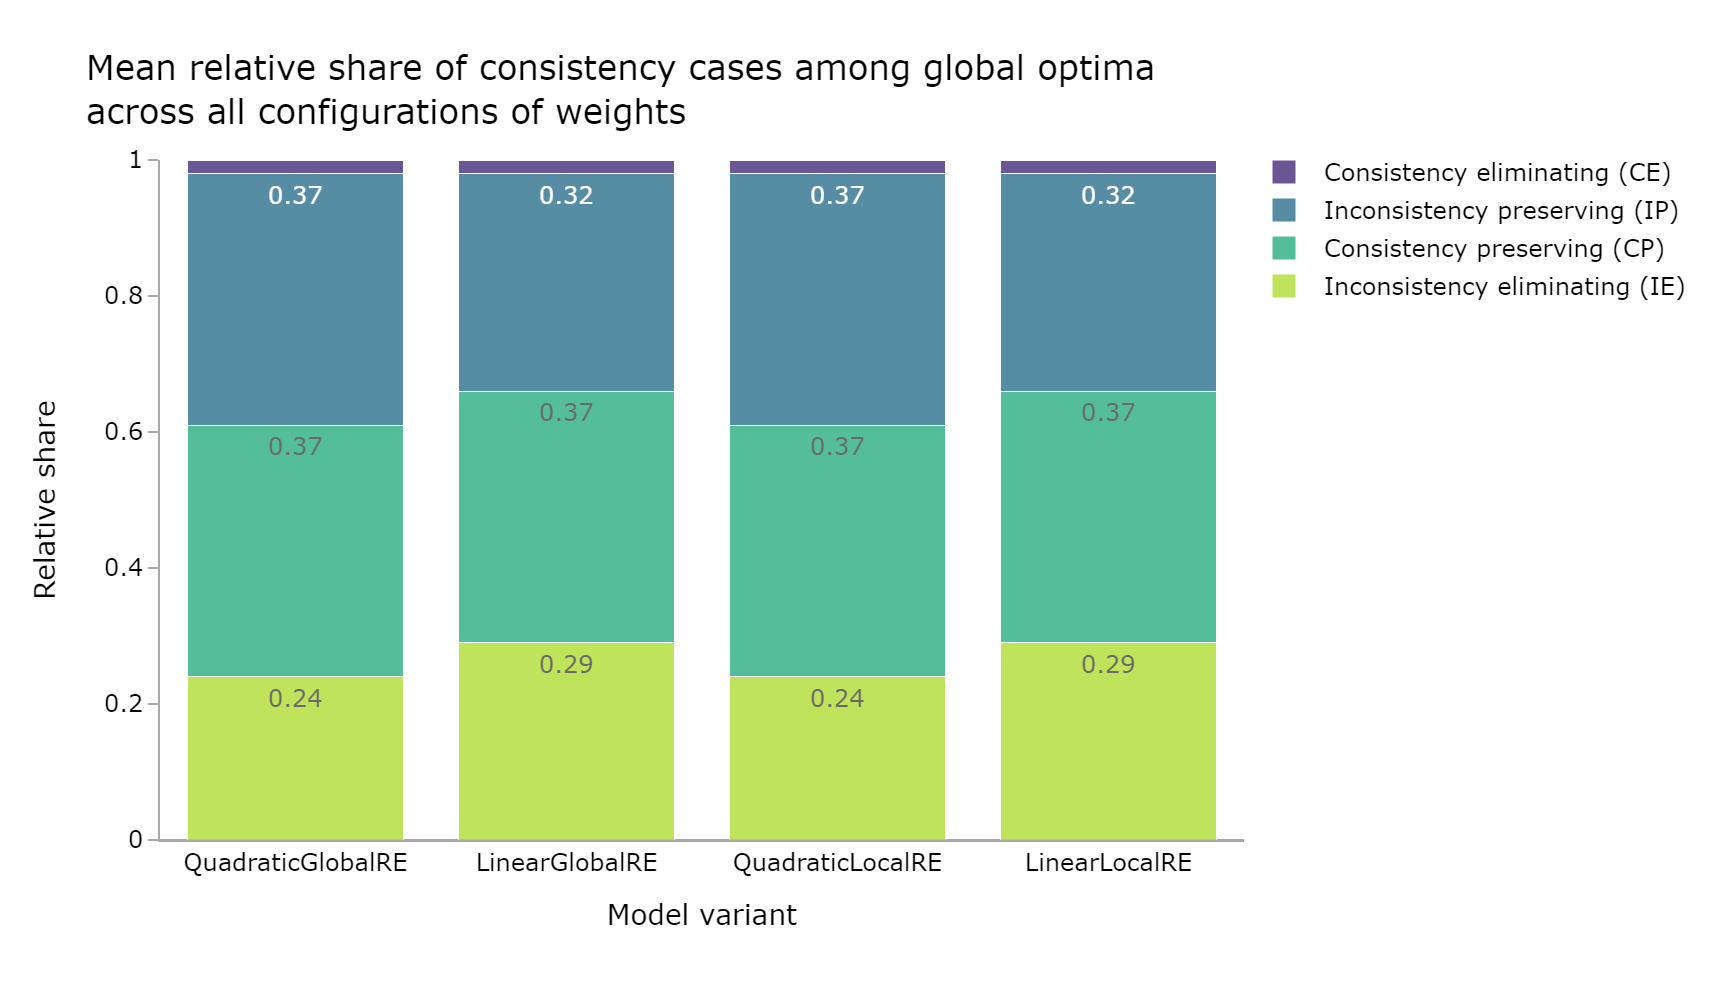 Mean relative share of consistency cases among global optima
across all configurations of weights
Relative share
1
0.8
0.6
0.4
0.2
0
0.37
0.32
0.37
0.32
0.37
0.37
0.37
0.37
0.24
0.29
0.24
0.29
QuadraticGlobalRE
LinearGlobalRE
QuadraticLocalRE
LinearLocalRE
Model variant
Consistency eliminating (CE)
Inconsistency preserving (IP)
Consistency preserving (CP)
Inconsistency eliminating (IE)